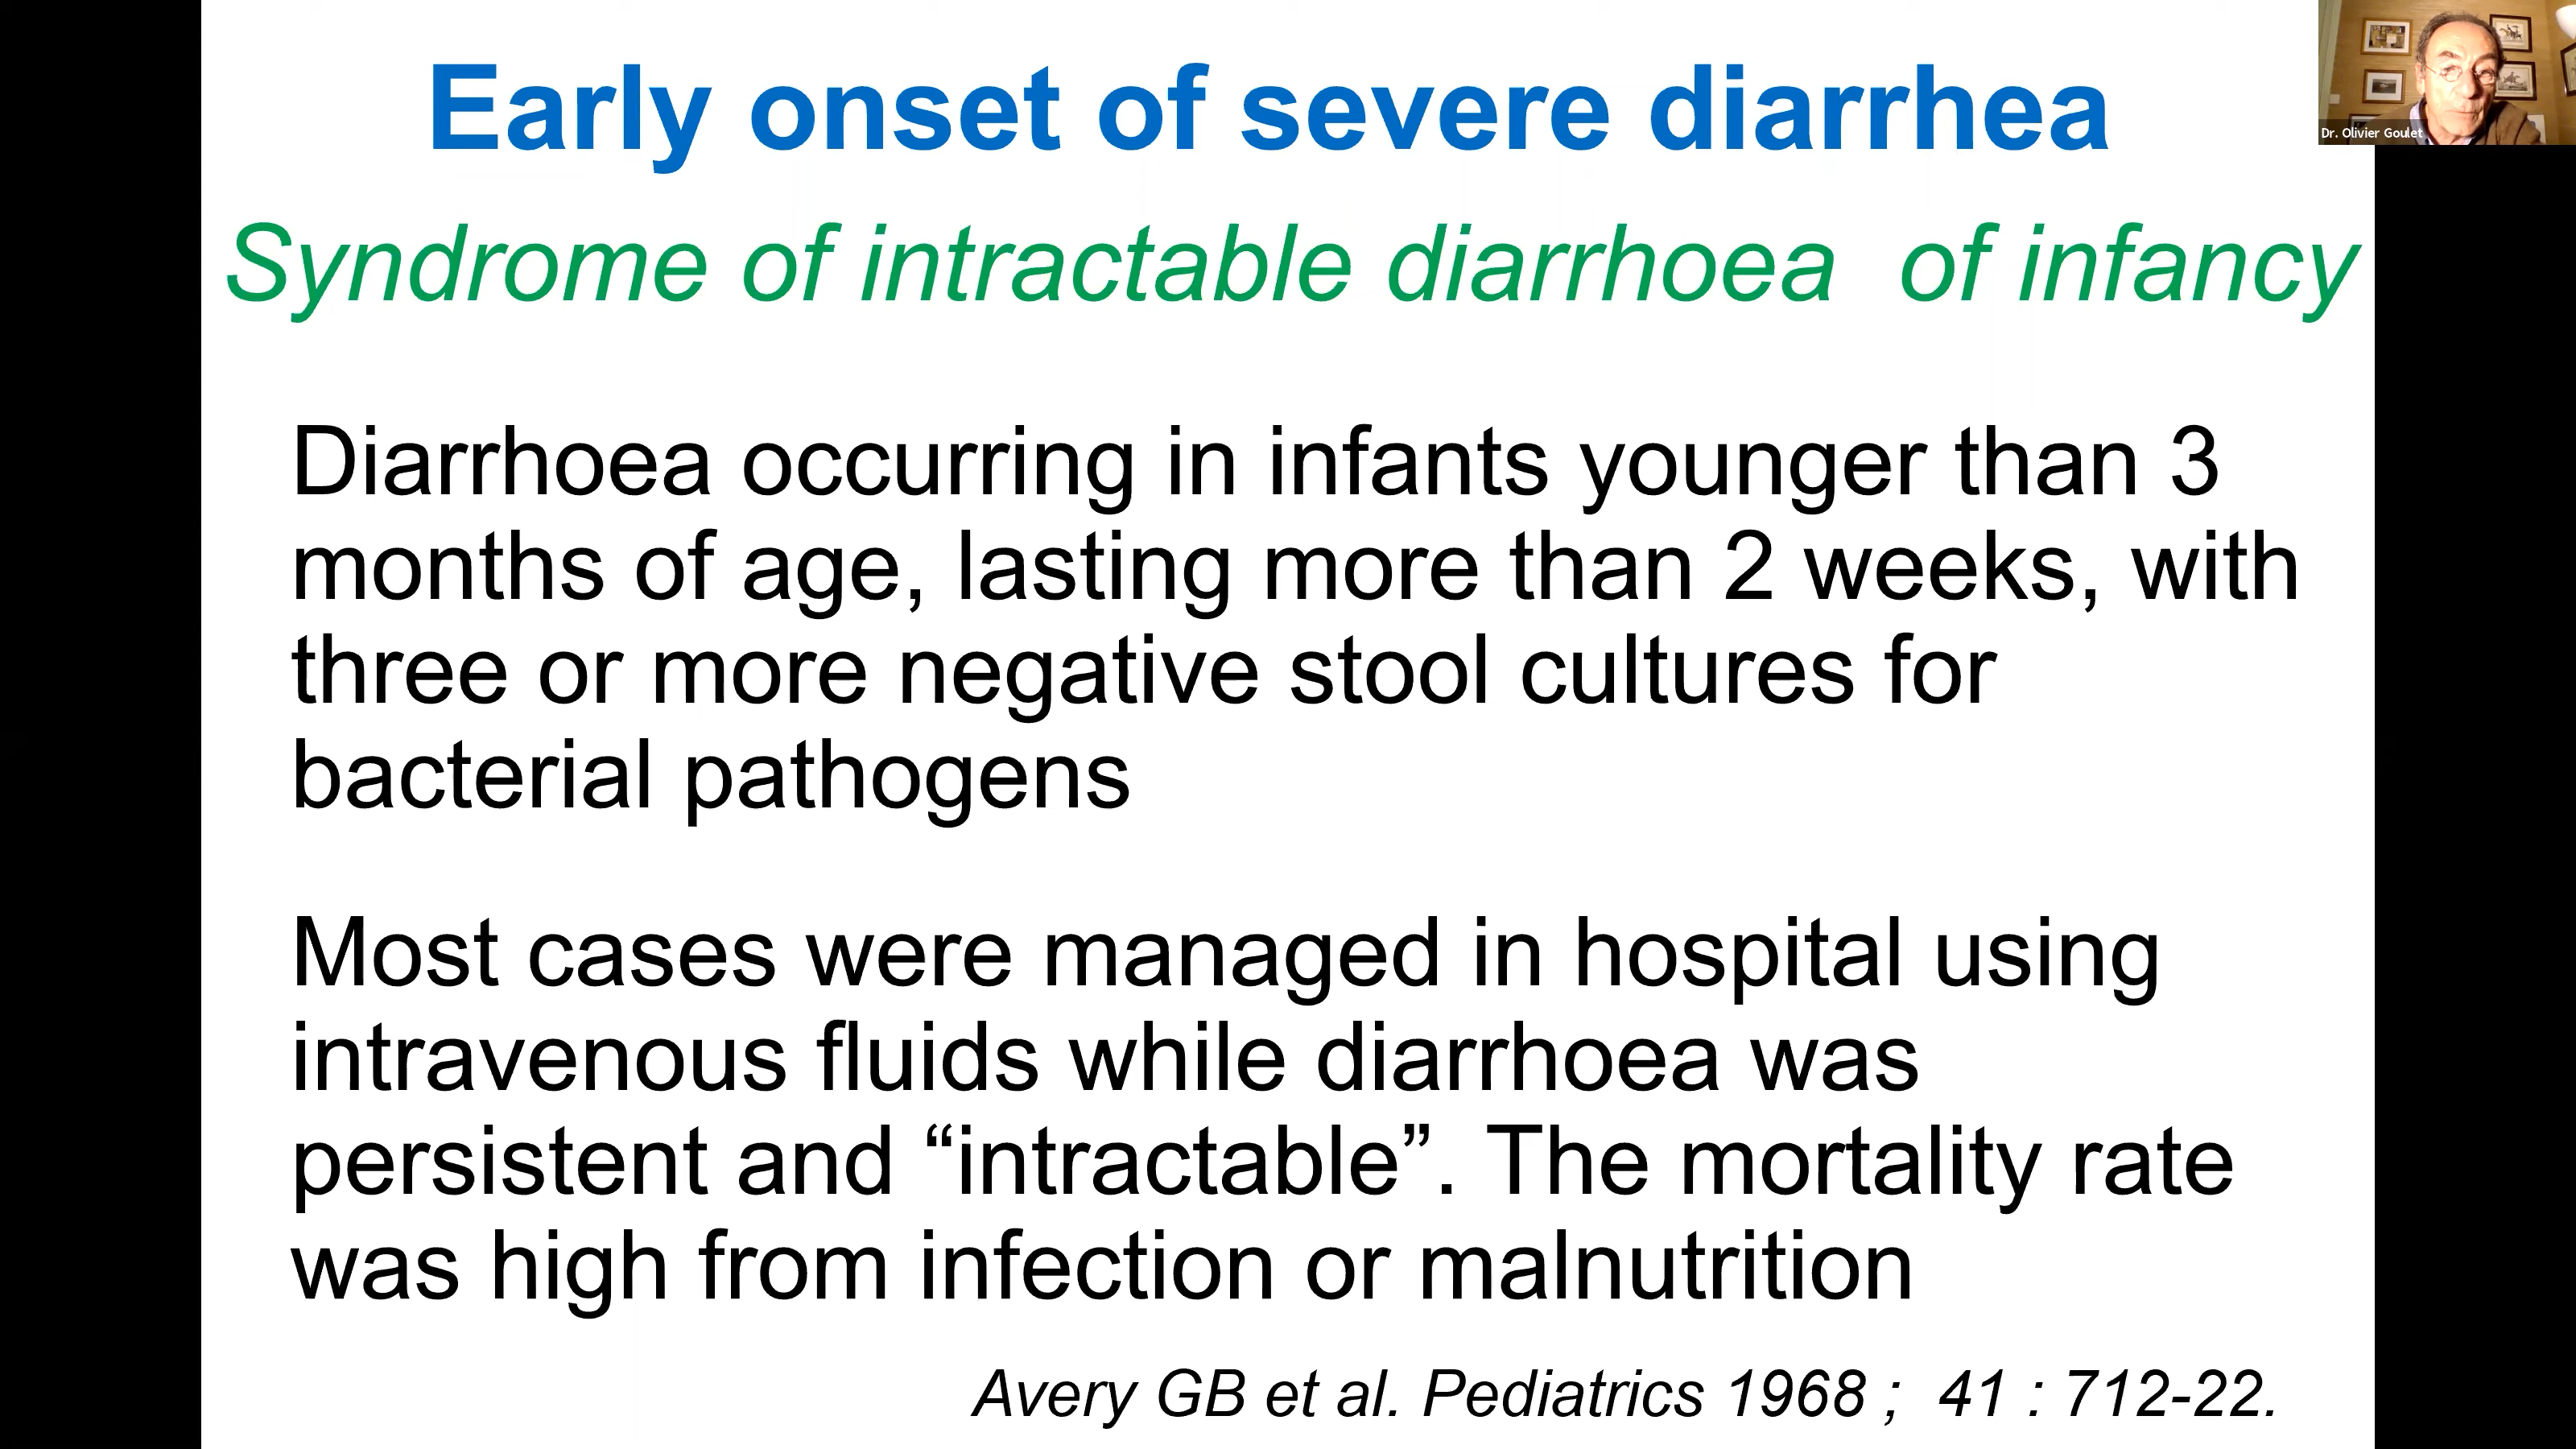 Early onset of severe diarrhea
Dr. Olivier Goulet
Syndrome of intractable diarrhoea  of infancy
Diarrhoea occurring in infants younger than 3
months of age, lasting more than 2 weeks, with
three or more negative stool cultures for
bacterial pathogens
Most cases were managed in hospital using
intravenous fluids while diarrhoea was
persistent and “intractable”. The mortality rate
was high from infection or malnutrition
Avery GB et al. Pediatrics 1968 ;  41 : 712-22.